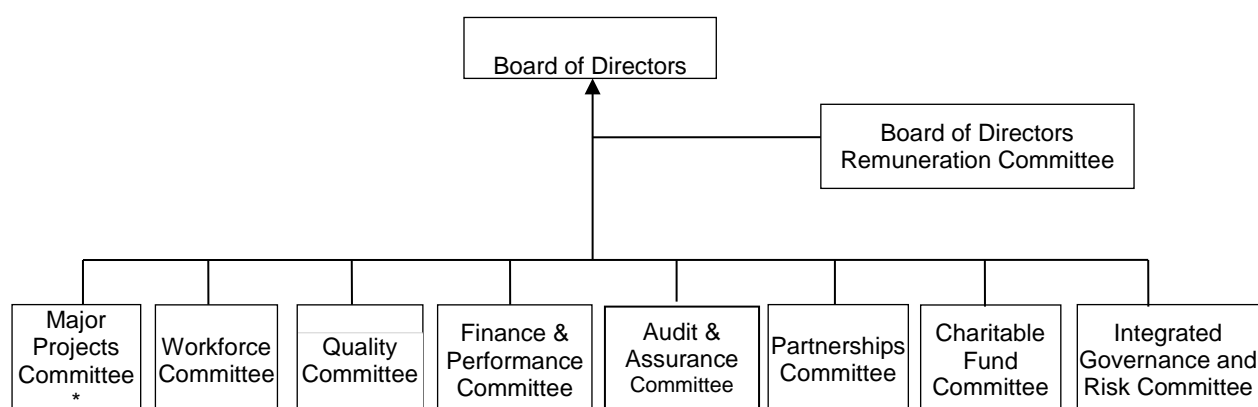 Board of Directors
Board of Directors
Remuneration Committee
Major
Projects
Committee
*
Workforce
Committee
Quality
Committee
Finance &
Performance
Committee
Audit &
Assurance
Committee
Partnerships
Committee
Charitable
Fund
Committee
Integrated
Governance and
Risk Committee